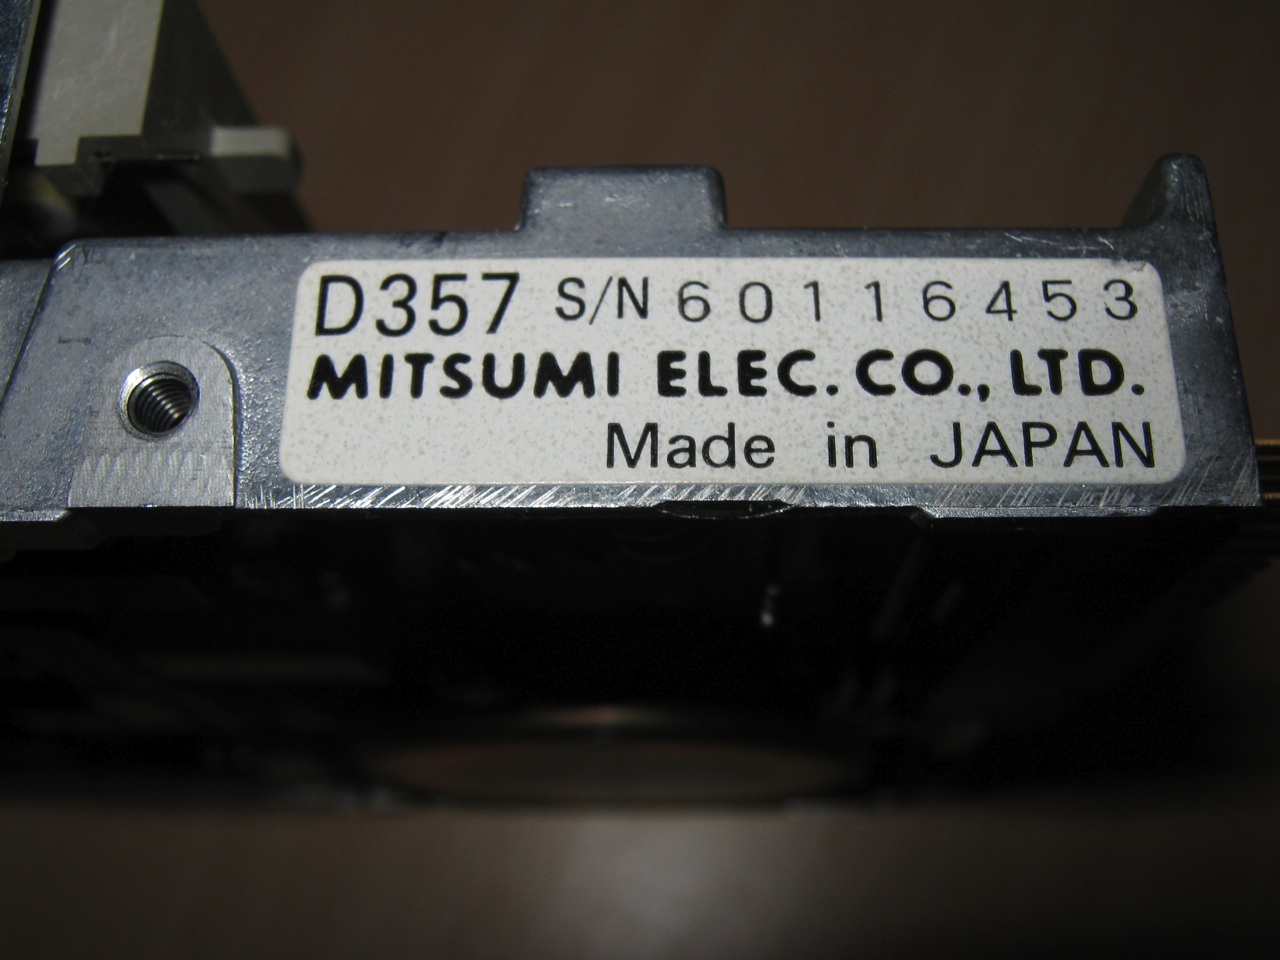 D357 S/N 60116453
MITSUMI ELEC. CO., LTD.
Made in JAPAN